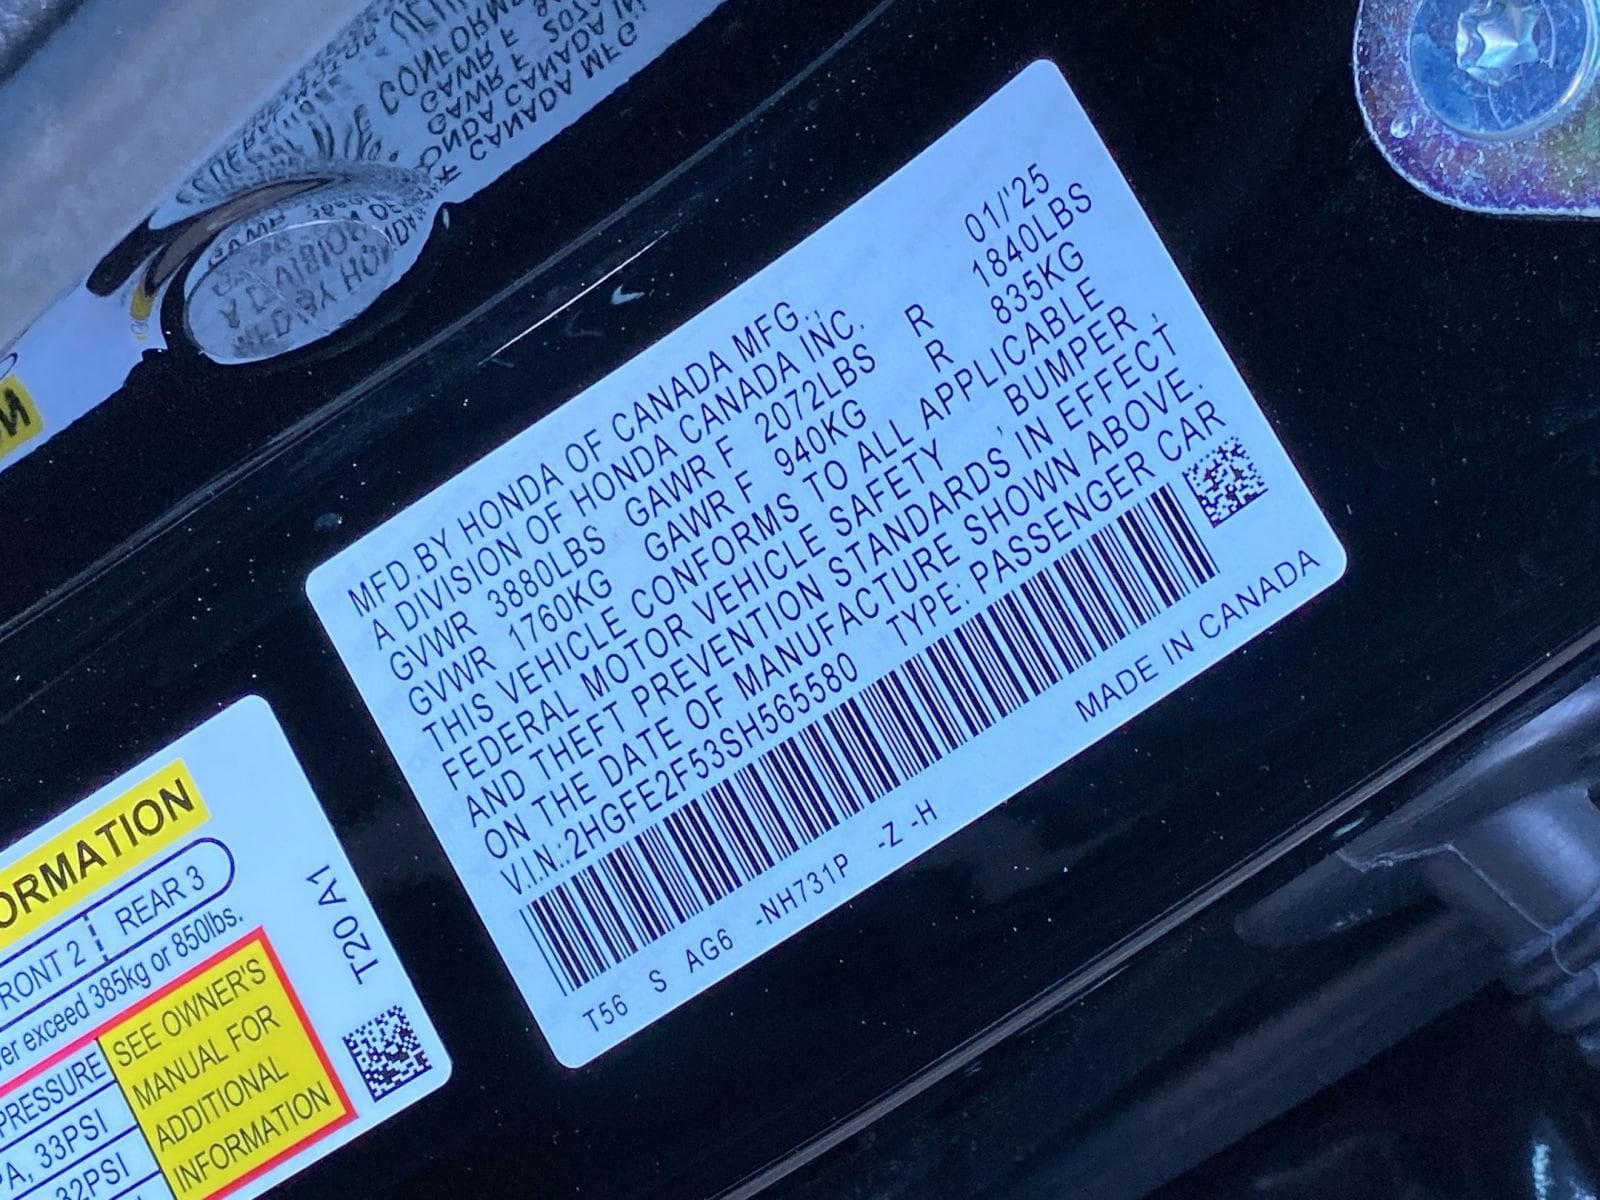 MFD.BY HONDA OF CANADA MFG.,
A DIVISION OF HONDA CANADA INC. 01/'25
GVWR 3880LBS GAWR F 2072LBS R 1840LBS
GVWR 1760KG GAWR F 940KG R 835KG
THIS VEHICLE CONFORMS TO ALL APPLICABLE
FEDERAL MOTOR VEHICLE SAFETY, BUMPER,
AND THEFT PREVENTION STANDARDS IN EFFECT
ON THE DATE OF MANUFACTURE SHOWN ABOVE.
V.I.N.:2HGFE2F53SH565580 TYPE: PASSENGER CAR
MADE IN CANADA
T56 S AG6 -NH731P -Z -H
ORMATION
RONT 2 REAR 3
exceed 385kg or 850lbs.
PRESSURE
33PSI
32PSI
SEE OWNER'S
MANUAL FOR
ADDITIONAL
INFORMATION
T20 A1